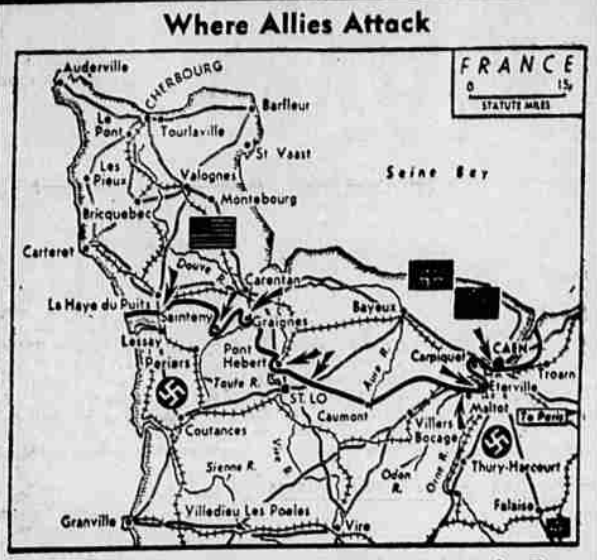 Where Allies Attack
FRANCE
0 15
STATUTE MILES
Auderville
CHERBOURG
Barfleur
Le Pont
Tourlaville
St Vaast
Les Pieux
Valognes
Seine Bay
Bricquebec
Montebourg
Carteret
Douve R.
Carentan
La Haye du Puits
Sainteny
Graignes
Bayeux
Lessay
Periers
Pont Hebert
Carpiquet
CAEN
Troarn
Taute R.
Aure R.
Eterville
ST. LO
Maltot
To Paris
Coutances
Caumont
Villers Bocage
Vire R.
Sienne R.
Odon R.
Orne R.
Thury-Harcourt
Villedieu Les Poeles
Falaise
Granville
Vire